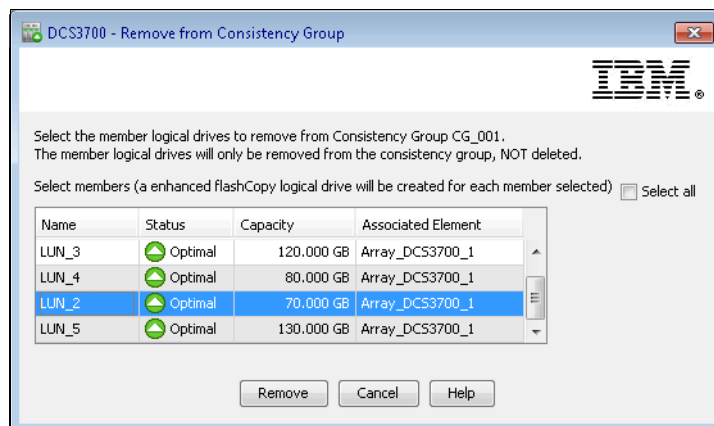 DCS3700 - Remove from Consistency Group
IBM®
Select the member logical drives to remove from Consistency Group CG_001.
The member logical drives will only be removed from the consistency group, NOT deleted.
Select members (a enhanced flashCopy logical drive will be created for each member selected) Select all
Name Status Capacity Associated Element
LUN_3 Optimal 120.000 GB Array_DCS3700_1
LUN_4 Optimal 80.000 GB Array_DCS3700_1
LUN_2 Optimal 70.000 GB Array_DCS3700_1
LUN_5 Optimal 130.000 GB Array_DCS3700_1
Remove Cancel Help